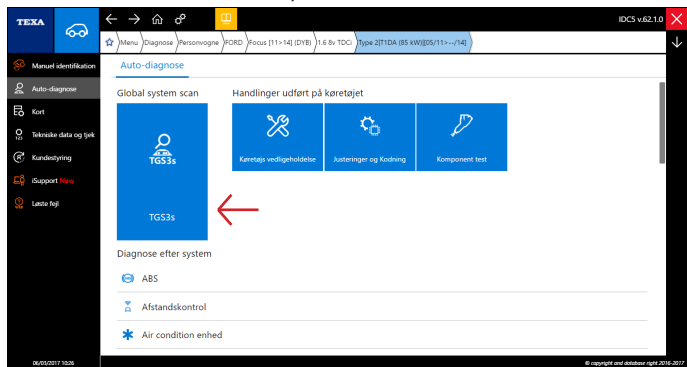 TEXA
IDC5 v.62.1.0
Menu
Diagnose
Personvogne
FORD
Focus [11>14] (DYB)
1.6 8v TDCi
Type 2[T1DA (85 kW)][05/11>--/14]
Manuel identifikation
Auto-diagnose
Kort
Tekniske data og tjek
Kundestyring
iSupport New
Løste fejl
Auto-diagnose
Global system scan
Handlinger udført på køretøjet
TGS3s
TGS3s
Køretøjs vedligeholdelse
Justeringer og Kodning
Komponent test
Diagnose efter system
ABS
Afstandskontrol
Air condition enhed
06/03/2017 10:26
© copyright and database right 2016-2017